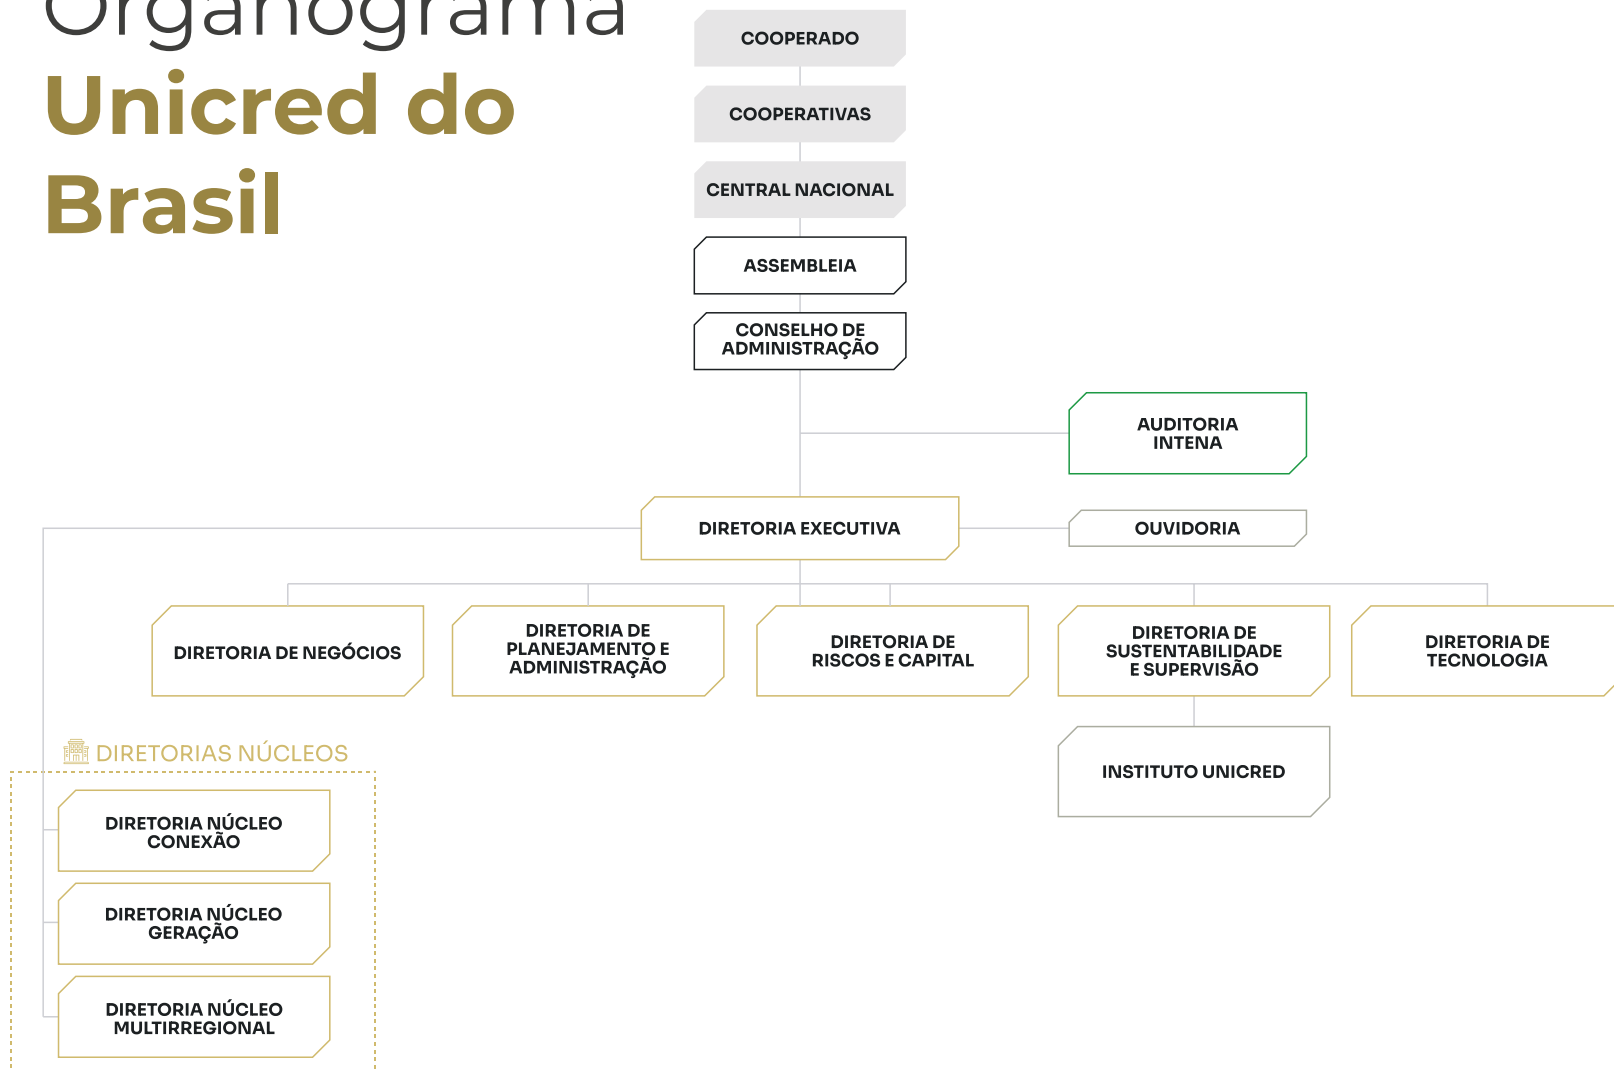 Organograma
Unicred do
Brasil
COOPERADO
COOPERATIVAS
CENTRAL NACIONAL
ASSEMBLEIA
CONSELHO DE
ADMINISTRAÇÃO
AUDITORIA
INTENA
DIRETORIA EXECUTIVA
OUVIDORIA
DIRETORIA DE NEGÓCIOS
DIRETORIA DE
PLANEJAMENTO E
ADMINISTRAÇÃO
DIRETORIA DE
RISCOS E CAPITAL
DIRETORIA DE
SUSTENTABILIDADE
E SUPERVISÃO
DIRETORIA DE
TECNOLOGIA
INSTITUTO UNICRED
DIRETORIAS NÚCLEOS
DIRETORIA NÚCLEO
CONEXÃO
DIRETORIA NÚCLEO
GERAÇÃO
DIRETORIA NÚCLEO
MULTIRREGIONAL